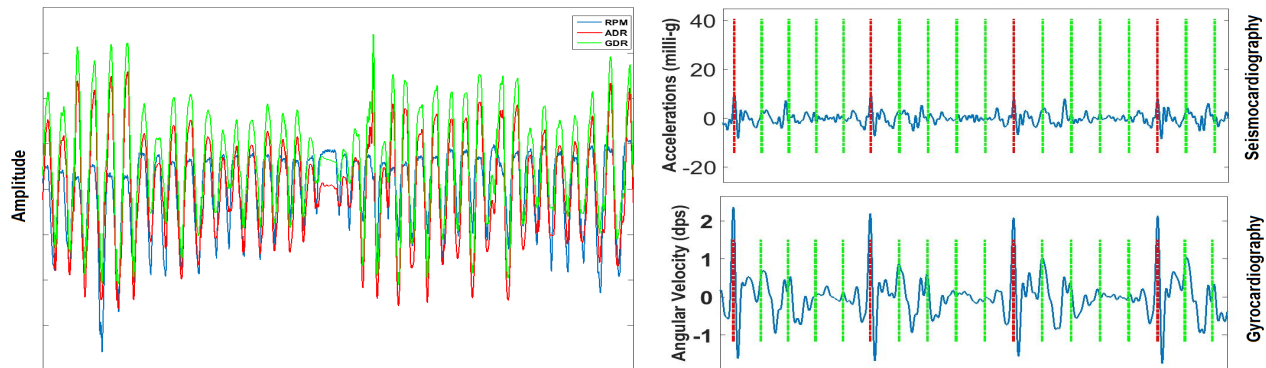 Amplitude
RPM
ADR
GDR
Accelerations (milli-g)
40
20
0
-20
Seismocardiography
Angular Velocity (dps)
2
1
0
-1
Gyrocardiography